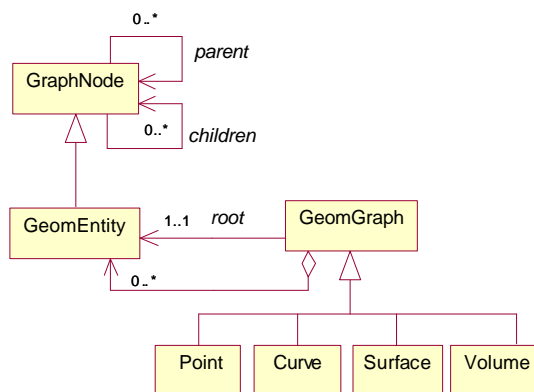 0..*
parent
GraphNode
0..*
children
GeomEntity
1..1
root
GeomGraph
0..*
Point
Curve
Surface
Volume